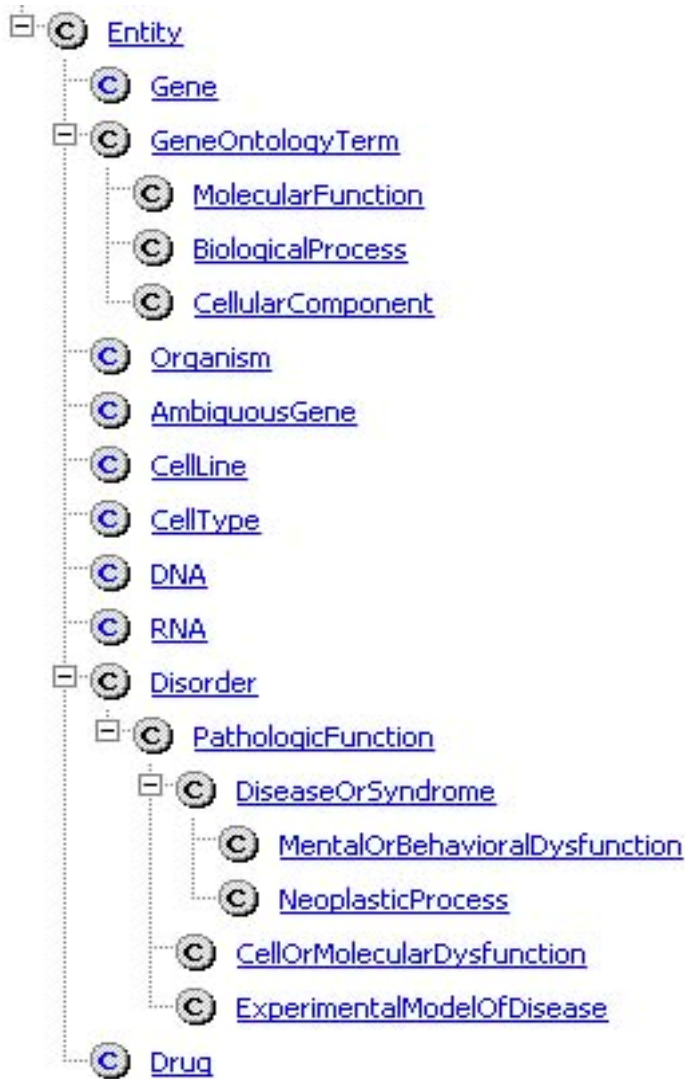 C Entity
C Gene
C GeneOntologyTerm
C MolecularFunction
C BiologicalProcess
C CellularComponent
C Organism
C AmbiguousGene
C CellLine
C CellType
C DNA
C RNA
C Disorder
C PathologicFunction
C DiseaseOrSyndrome
C MentalOrBehavioralDysfunction
C NeoplasticProcess
C CellOrMolecularDysfunction
C ExperimentalModelOfDisease
C Drug